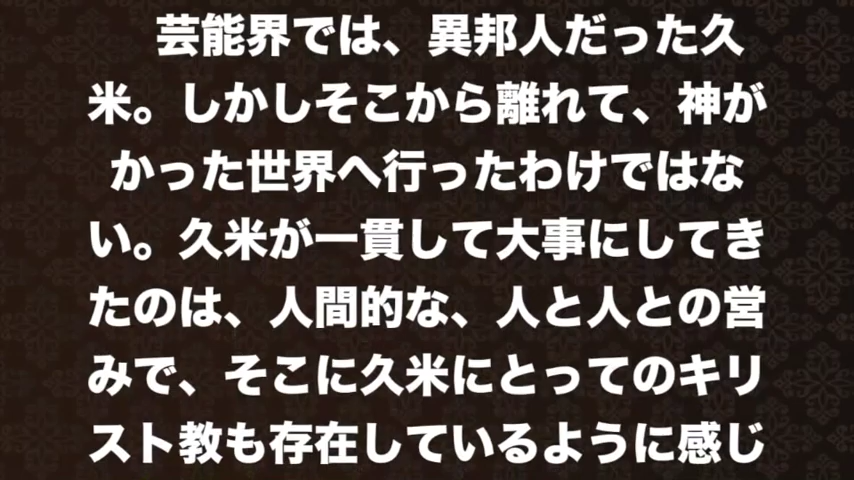 芸能界では、異邦人だった久
米。しかしそこから離れて、神が
かった世界へ行ったわけではな
い。久米が一貫して大事にしてき
たのは、人間的な、人と人との営
みで、そこに久米にとってのキリ
スト教も存在しているように感じ